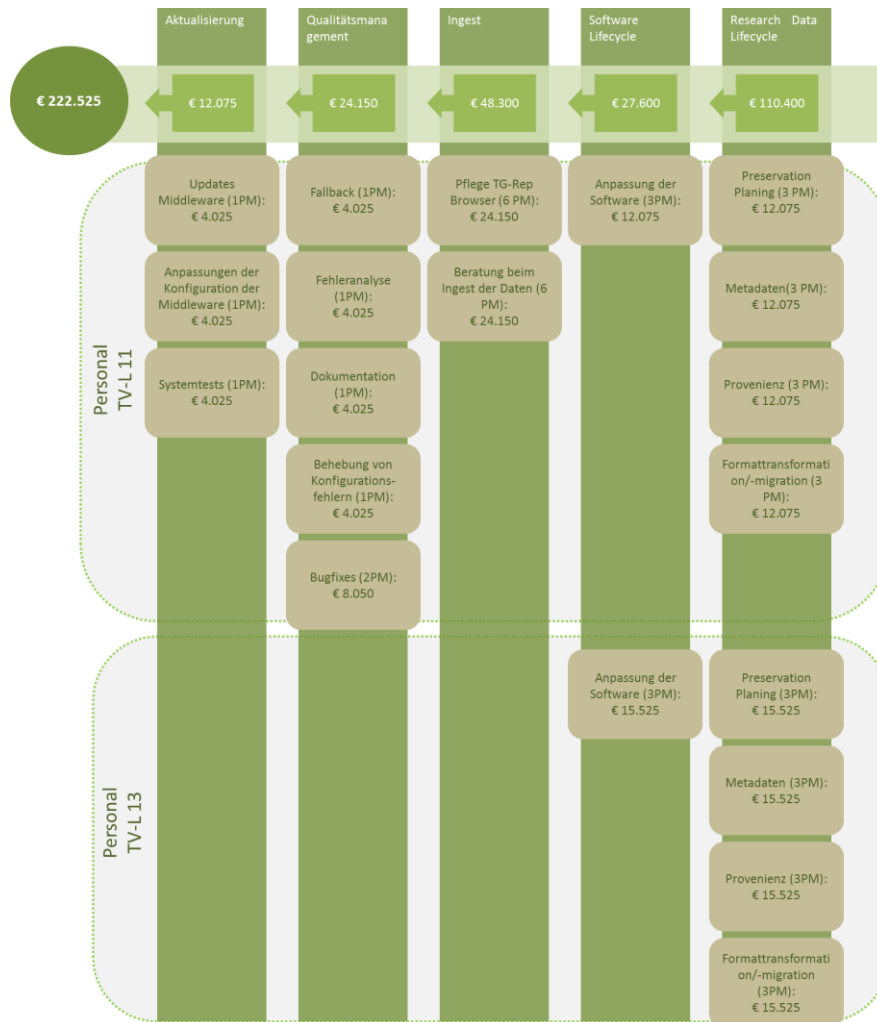 Aktualisierung
Qualitätsmana
gement
Ingest
Software
Lifecycle
Research Data
Lifecycle
€ 222.525
€ 12.075
€ 24.150
€ 48.300
€ 27.600
€ 110.400
Personal
TV-L 11
Updates
Middleware (1PM):
€ 4.025
Fallback (1PM):
€ 4.025
Pflege TG-Rep
Browser (6 PM):
€ 24.150
Anpassung der
Software (3PM):
€ 12.075
Preservation
Planing (3 PM):
€ 12.075
Anpassungen der
Konfiguration der
Middleware (1PM):
€ 4.025
Fehleranalyse
(1PM):
€ 4.025
Beratung beim
Ingest der Daten (6
PM):
€ 24.150
Metadaten(3 PM):
€ 12.075
Systemtests (1PM):
€ 4.025
Dokumentation
(1PM):
€ 4.025
Provenienz (3 PM):
€ 12.075
Behebung von
Konfigurations-
fehlern (1PM):
€ 4.025
Formattransformati
on/-migration (3
PM):
€ 12.075
Bugfixes (2PM):
€ 8.050
Personal
TV-L 13
Anpassung der
Software (3PM):
€ 15.525
Preservation
Planing (3PM):
€ 15.525
Metadaten (3PM):
€ 15.525
Provenienz (3PM):
€ 15.525
Formattransformati
on/-migration
(3PM):
€ 15.525